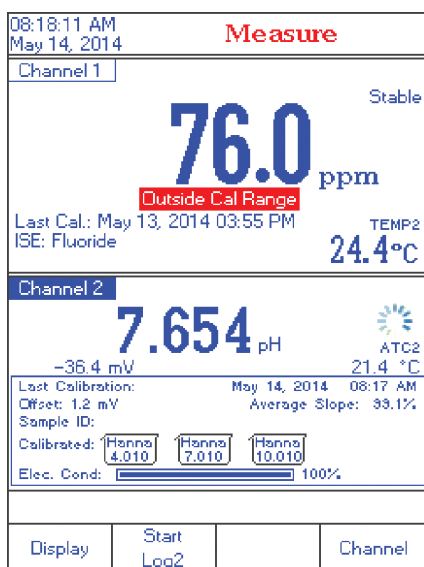 08:18:11 AM
May 14, 2014
Measure
Channel 1
Stable
76.0 ppm
Outside Cal Range
Last Cal.: May 13, 2014 03:55 PM
ISE: Fluoride
TEMP2
24.4°C
Channel 2
7.654 pH
-36.4 mV
ATC2
21.4 °C
Last Calibration: May 14, 2014 08:17 AM
Offset: 1.2 mV Average Slope: 99.1%
Sample ID:
Calibrated: Hanna 4.010 Hanna 7.010 Hanna 10.010
Elec. Cond: 100%
Display
Start Log2
Channel